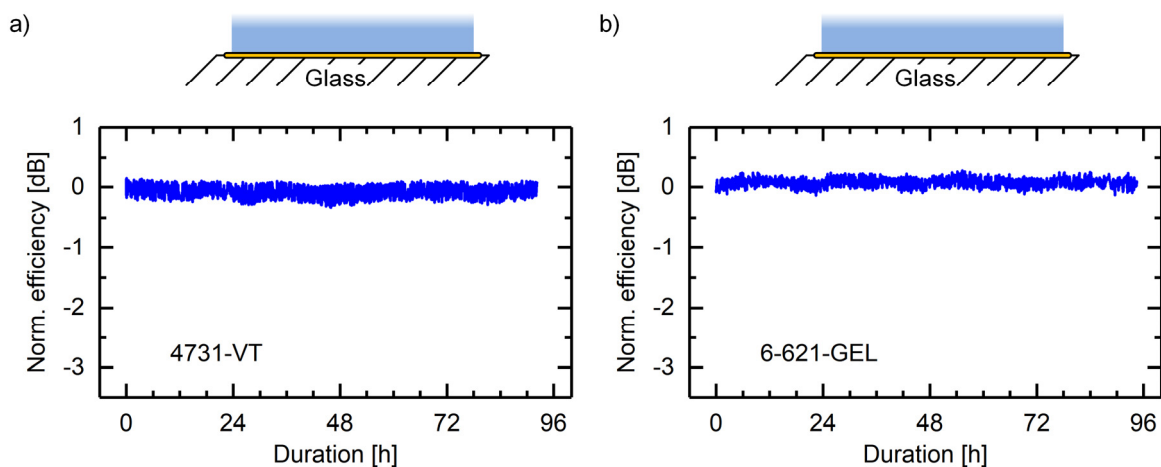 a)
Glass
Norm. efficiency [dB]
1
0
-1
-2
-3
4731-VT
0
24
48
72
96
Duration [h]
b)
Glass
Norm. efficiency [dB]
1
0
-1
-2
-3
6-621-GEL
0
24
48
72
96
Duration [h]